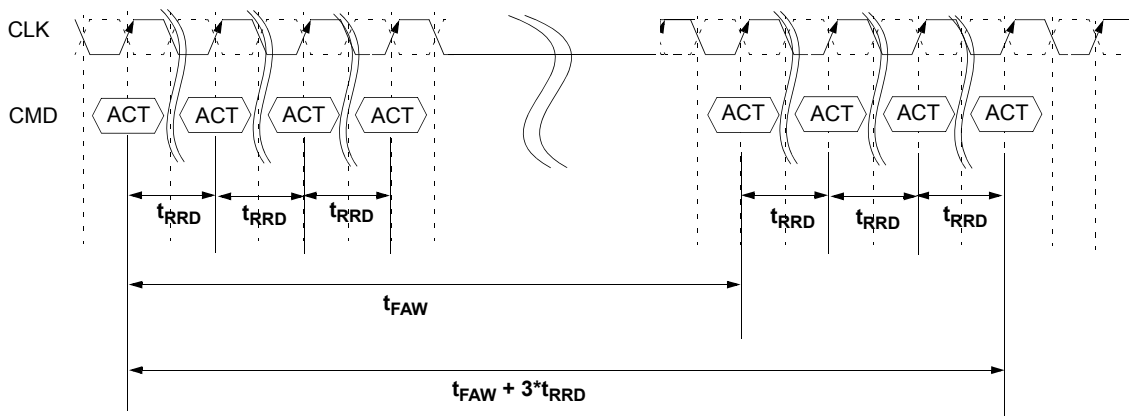 CLK
CMD
ACT ACT ACT ACT ACT ACT ACT ACT
tRRD tRRD tRRD tRRD tRRD tRRD
tFAW
tFAW + 3*tRRD